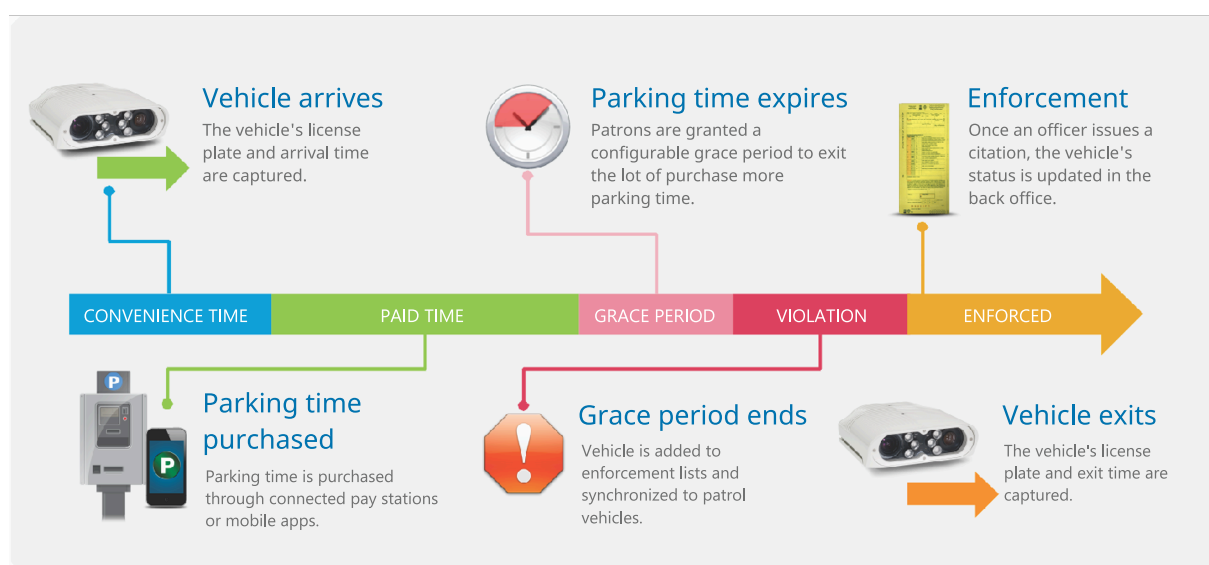 Vehicle arrives
The vehicle's license
plate and arrival time
are captured.
Parking time expires
Patrons are granted a
configurable grace period to exit
the lot of purchase more
parking time.
Enforcement
Once an officer issues a
citation, the vehicle's
status is updated in the
back office.
CONVENIENCE TIME
PAID TIME
GRACE PERIOD
VIOLATION
ENFORCED
P
P
Parking time
purchased
Parking time is purchased
through connected pay stations
or mobile apps.
Grace period ends
Vehicle is added to
enforcement lists and
synchronized to patrol
vehicles.
Vehicle exits
The vehicle's license
plate and exit time are
captured.